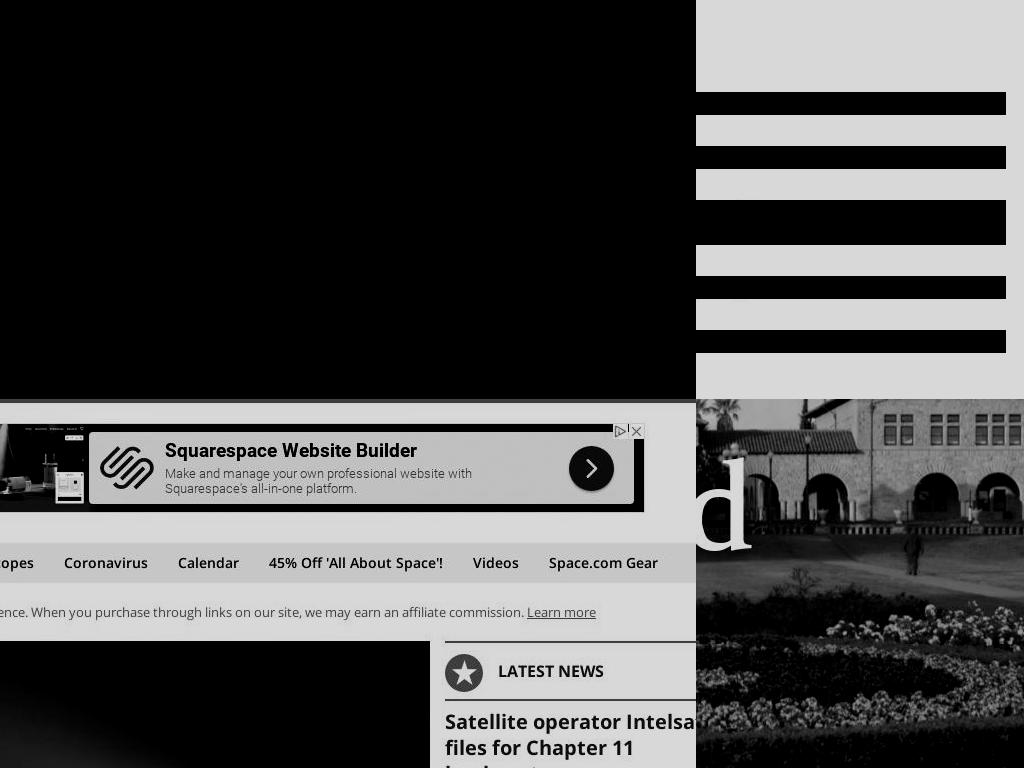 Squarespace Website Builder
Make and manage your own professional website with
Squarespace's all-in-one platform.
d
Coronavirus Calendar 45% Off 'All About Space'! Videos Space.com Gear
When you purchase through links on our site, we may earn an affiliate commission. Learn more
LATEST NEWS
Satellite operator Intelsa
files for Chapter 11